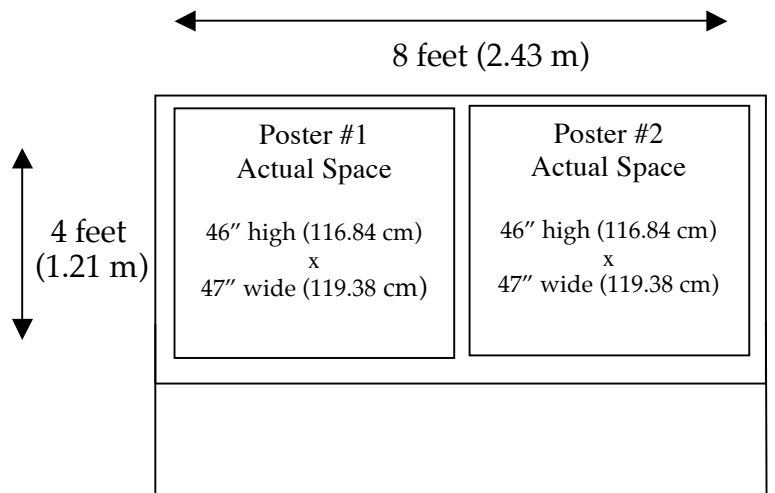 8 feet (2.43 m)
4 feet
(1.21 m)
Poster #1
Actual Space
46″ high (116.84 cm)
x
47″ wide (119.38 cm)
Poster #2
Actual Space
46″ high (116.84 cm)
x
47″ wide (119.38 cm)